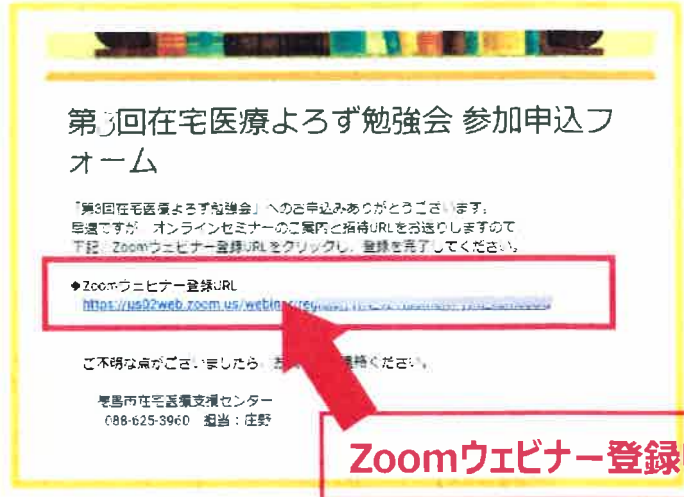 第3回在宅医療よろず勉強会 参加申込フ
ォーム
「第3回在宅医療よろず勉強会」へのお申込みありがとうございます。
早速ですが オンラインセミナーのご案内と招待URLをお送りしますので
下記 Zoomウェビナー登録URLをクリックし、登録を完了してください。
◆Zoomウェビナー登録URL
https://us02web.zoom.us/webinar/reg
ご不明な点がございましたら 絡ください。
徳島市在宅医療支援センター
088-625-3960 担当：庄野
Zoomウェビナー登録